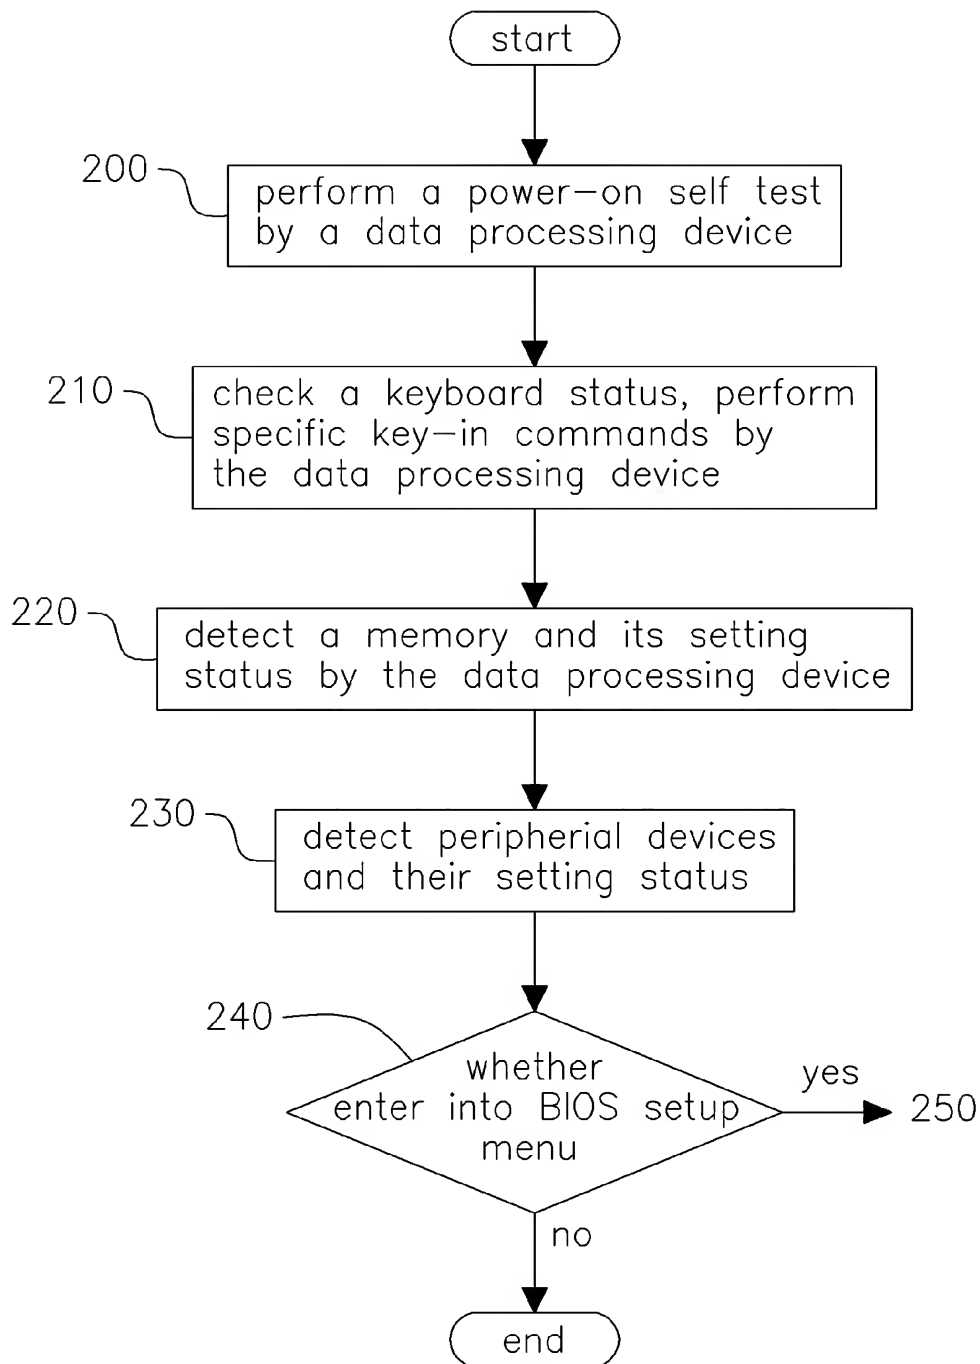 start
200
perform a power-on self test
by a data processing device
210
check a keyboard status, perform
specific key-in commands by
the data processing device
220
detect a memory and its setting
status by the data processing device
230
detect peripherial devices
and their setting status
240
whether
enter into BIOS setup
menu
yes
250
no
end